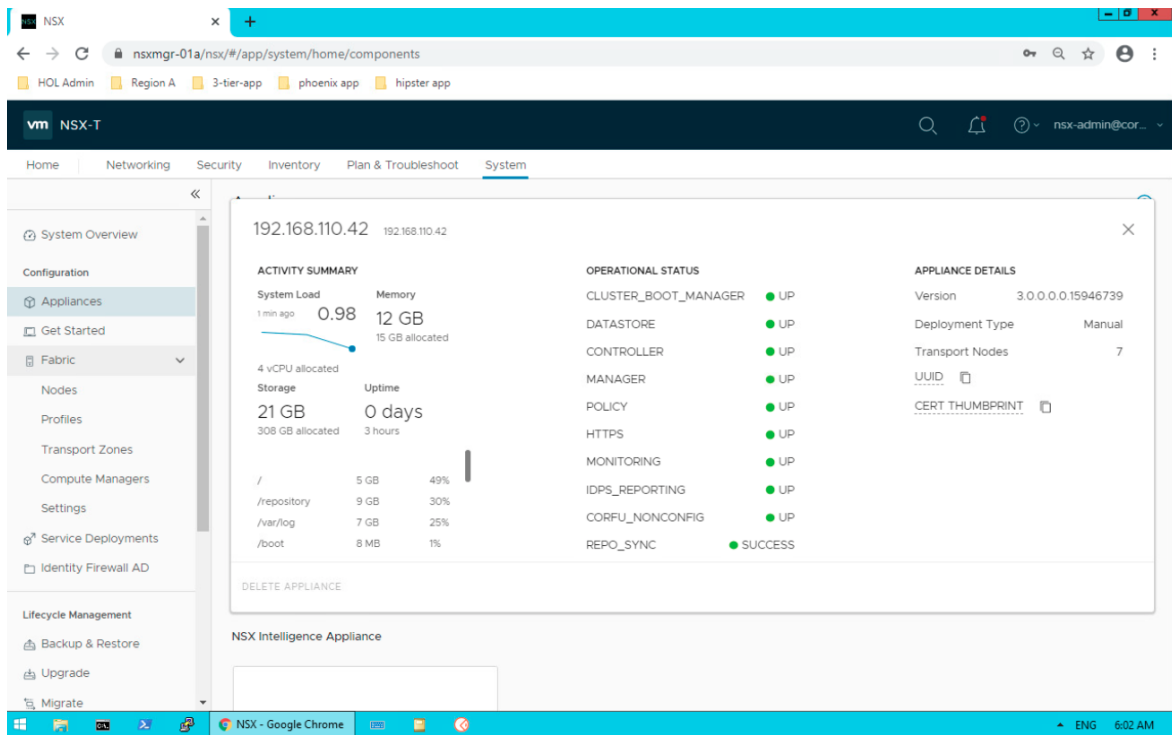 NSX NSX
nsxmgr-01a/nsx/#/app/system/home/components
HOL Admin Region A 3-tier-app phoenix app hipster app
vm NSX-T nsx-admin@cor...
Home Networking Security Inventory Plan & Troubleshoot System
System Overview
Configuration
Appliances
Get Started
Fabric
Nodes
Profiles
Transport Zones
Compute Managers
Settings
Service Deployments
Identity Firewall AD
Lifecycle Management
Backup & Restore
Upgrade
Migrate
192.168.110.42 192.168.110.42
ACTIVITY SUMMARY
System Load Memory
1 min ago 0.98 12 GB
15 GB allocated
4 vCPU allocated
Storage Uptime
21 GB 0 days
308 GB allocated 3 hours
/ 5 GB 49%
/repository 9 GB 30%
/var/log 7 GB 25%
/boot 8 MB 1%
OPERATIONAL STATUS
CLUSTER_BOOT_MANAGER UP
DATASTORE UP
CONTROLLER UP
MANAGER UP
POLICY UP
HTTPS UP
MONITORING UP
IDPS_REPORTING UP
CORFU_NONCONFIG UP
REPO_SYNC SUCCESS
APPLIANCE DETAILS
Version 3.0.0.0.0.15946739
Deployment Type Manual
Transport Nodes 7
UUID
CERT THUMBPRINT
DELETE APPLIANCE
NSX Intelligence Appliance
NSX - Google Chrome ENG 6:02 AM